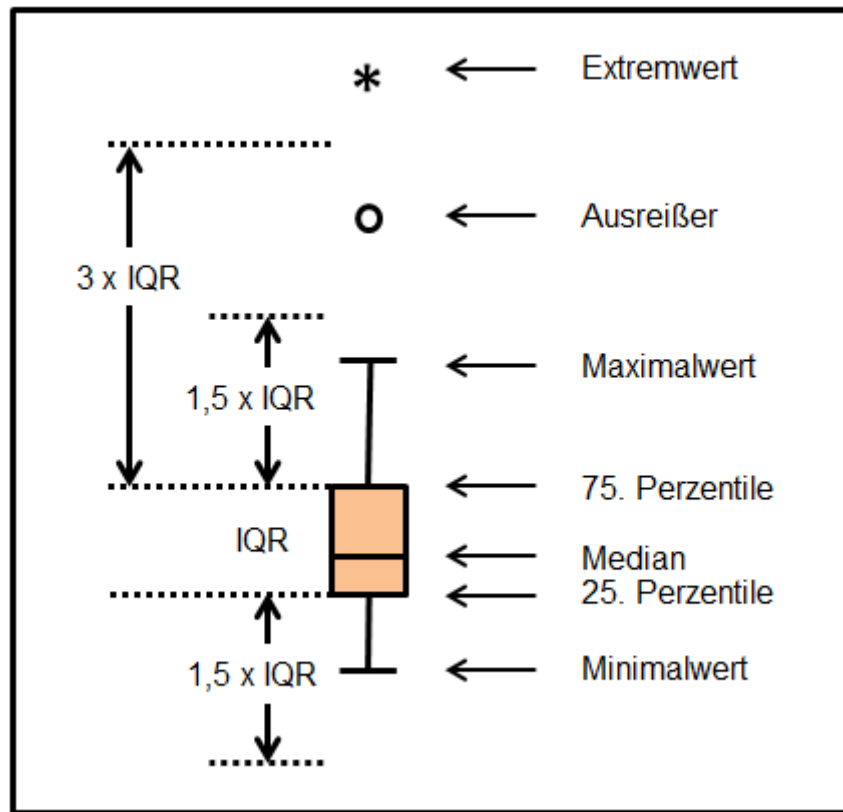 *
Extremwert
Ausreißer
3 x IQR
Maximalwert
1,5 x IQR
75. Perzentile
IQR
Median
25. Perzentile
1,5 x IQR
Minimalwert